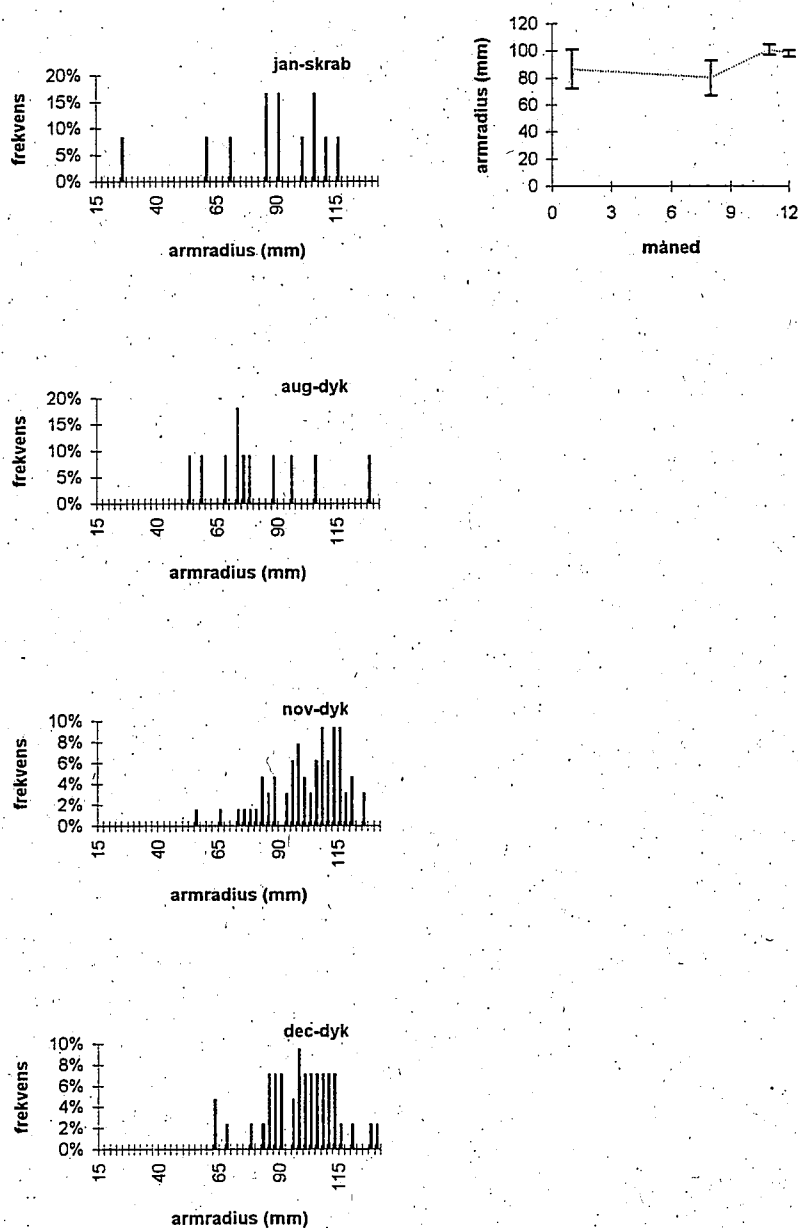 jan-skrab
frekvens
20%
15%
10%
5%
0%
15 40 65 90 115
armradius (mm)
armradius (mm)
120
100
80
60
40
20
0
0 3 6 9 12
måned
aug-dyk
frekvens
20%
15%
10%
5%
0%
15 40 65 90 115
armradius (mm)
nov-dyk
frekvens
10%
8%
6%
4%
2%
0%
15 40 65 90 115
armradius (mm)
dec-dyk
frekvens
10%
8%
6%
4%
2%
0%
15 40 65 90 115
armradius (mm)